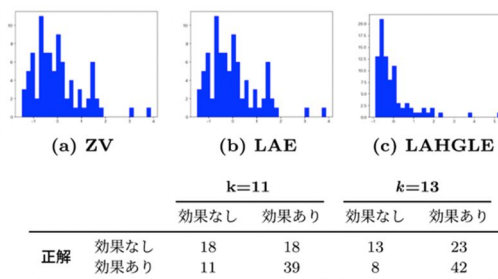 (a) ZV (b) LAE (c) LAHGLE
k=11 k=13
効果なし 効果あり 効果なし 効果あり
正解 効果なし 18 18 13 23
効果あり 11 39 8 42